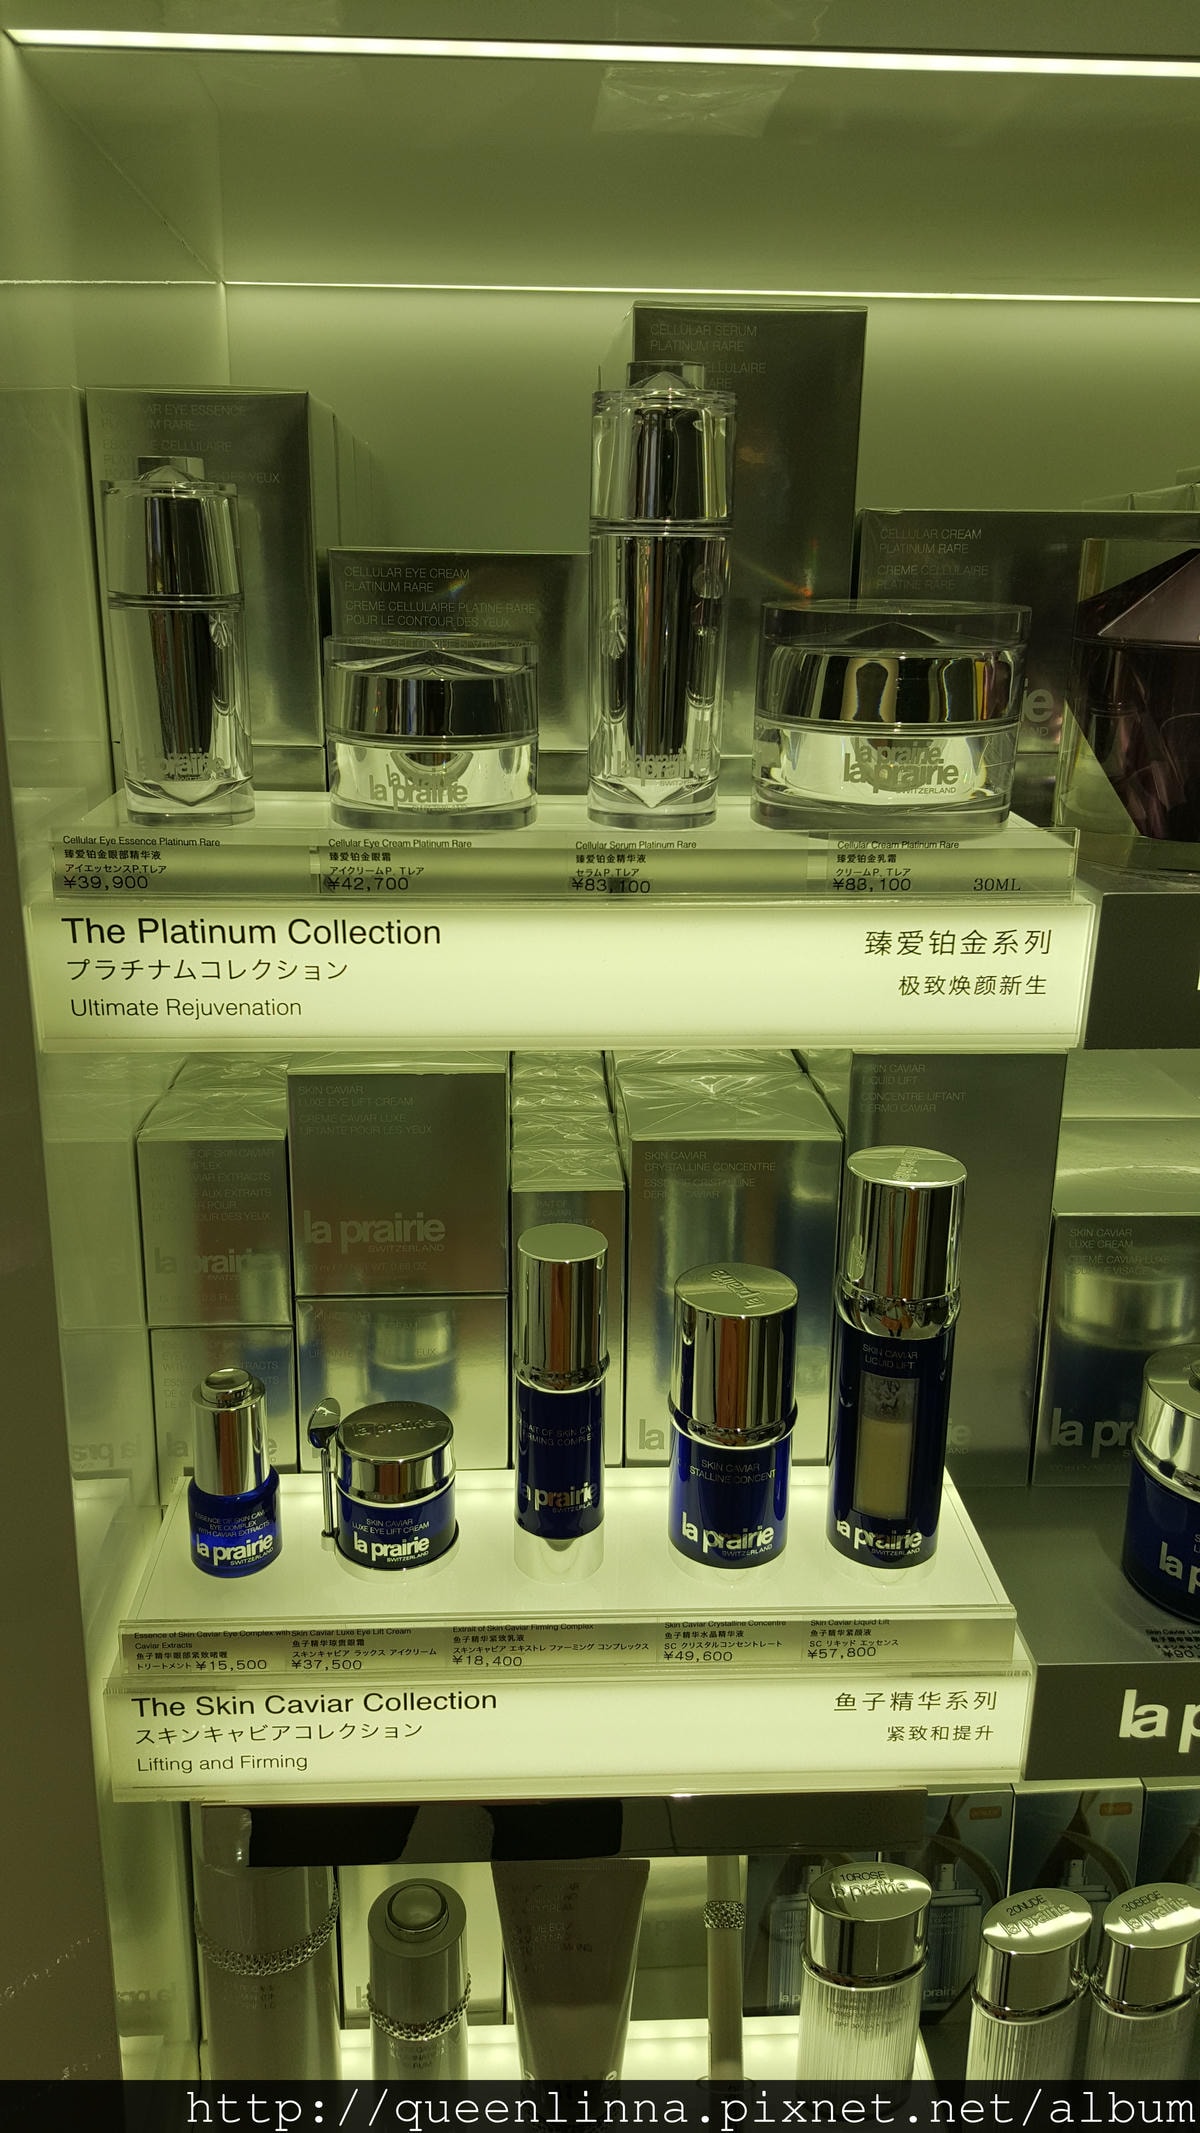 CELLULAR SERUM
PLATINUM RARE
CELLULAR EYE CREAM
PLATINUM RARE
CRÈME CELLULAIRE PLATINE RARE
POUR LE CONTOUR DES YEUX
CELLULAR CREAM
PLATINUM RARE
CRÈME CELLULAIRE
PLATINE RARE
la prairie
la prairie
SWITZERLAND
Cellular Eye Essence Platinum Rare
臻爱铂金眼部精华液
アイエッセンスP.Tレア
¥39,900
Cellular Eye Cream Platinum Rare
臻爱铂金眼霜
アイクリームP.Tレア
¥42,700
Cellular Serum Platinum Rare
臻爱铂金精华液
セラムP.Tレア
¥83,100
Cellular Cream Platinum Rare
臻爱铂金乳霜
クリームP.Tレア
¥83,100 30ML
The Platinum Collection
プラチナムコレクション
Ultimate Rejuvenation
臻爱铂金系列
极致焕颜新生
SKIN CAVIAR
LUXE EYE LIFT CREAM
CRÈME CAVIAR LUXE
LIFTANTE POUR LES YEUX
la prairie
SWITZERLAND
SKIN CAVIAR
CRYSTALLINE CONCENTRE
SKIN CAVIAR
LIQUID LIFT
CONCENTRÉ LIFTANT
DERMO CAVIAR
SKIN CAVIAR
LUXE CREAM
EYE COMPLEX
WITH CAVIAR EXTRACTS
la prairie
SWITZERLAND
SKIN CAVIAR
LUXE EYE LIFT CREAM
la prairie
SWITZERLAND
la prairie
SKIN CAVIAR
la prairie
SWITZERLAND
SKIN CAVIAR
LIQUID LIFT
la prairie
SWITZERLAND
Essence of Skin Caviar Eye Complex with
Caviar Extracts
鱼子精华眼部紧致啫喱
トリートメント ¥15,500
Skin Caviar Luxe Eye Lift Cream
鱼子精华琼贵眼霜
スキンキャビア ラックス アイクリーム
¥37,500
Extrait of Skin Caviar Firming Complex
鱼子精华紧致乳液
スキンキャビア エキストレ ファーミング コンプレックス
¥18,400
Skin Caviar Crystalline Concentre
鱼子精华水晶精华液
SC クリスタルコンセントレート
¥49,600
Skin Caviar Liquid Lift
鱼子精华紧颜液
SC リキッド エッセンス
¥57,800
The Skin Caviar Collection
スキンキャビアコレクション
Lifting and Firming
鱼子精华系列
紧致和提升
la p
10ROSE
la prairie
20NUDE
la prairie
30BEIGE
la prairie
http://queenlinna.pixnet.net/album